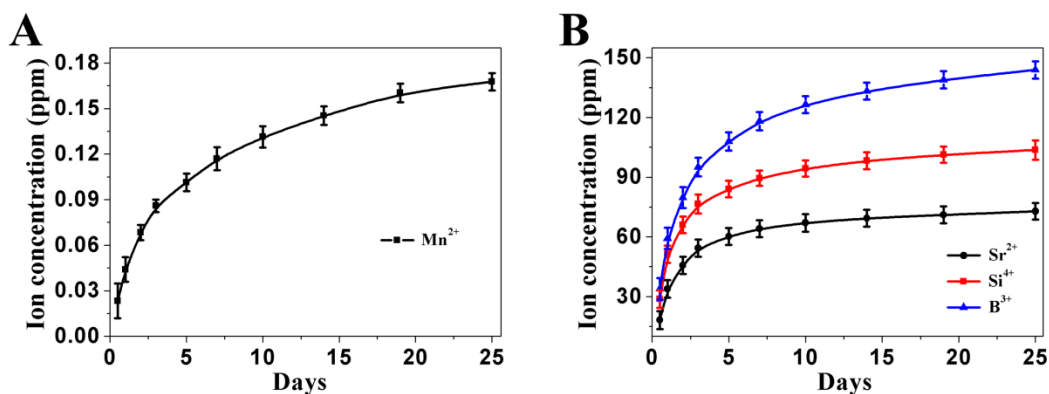 A
Ion concentration (ppm)
0.18
0.15
0.12
0.09
0.06
0.03
0.00
Mn²⁺
0 5 10 15 20 25
Days
B
Ion concentration (ppm)
150
120
90
60
30
Sr²⁺
Si⁴⁺
B³⁺
0 5 10 15 20 25
Days